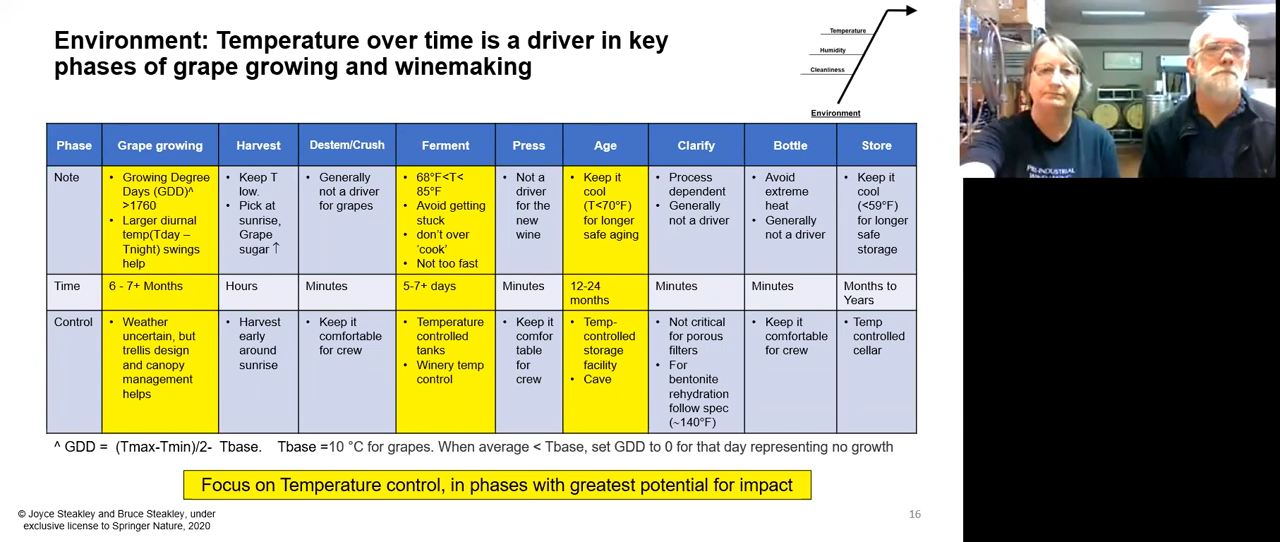 Environment: Temperature over time is a driver in key
phases of grape growing and winemaking
Temperature
Humidity
Cleanliness
Environment
Phase
Grape growing
Harvest
Destem/Crush
Ferment
Press
Age
Clarify
Bottle
Store
Note
• Growing Degree
Days (GDD)^
>1760
• Larger diurnal
temp(Tday –
Tnight) swings
help
• Keep T
low.
• Pick at
sunrise,
Grape
sugar ↑
• Generally
not a driver
for grapes
• 68°F<T<
85°F
• Avoid getting
stuck
• don't over
'cook'
• Not too fast
• Not a
driver
for the
new
wine
• Keep it
cool
(T<70°F)
for longer
safe aging
• Process
dependent
• Generally
not a driver
• Avoid
extreme
heat
• Generally
not a driver
• Keep it
cool
(<59°F)
for longer
safe
storage
Time
6 - 7+ Months
Hours
Minutes
5-7+ days
Minutes
12-24
months
Minutes
Minutes
Months to
Years
Control
• Weather
uncertain, but
trellis design
and canopy
management
helps
• Harvest
early
around
sunrise
• Keep it
comfortable
for crew
• Temperature
controlled
tanks
• Winery temp
control
• Keep it
comfor
table
for
crew
• Temp-
controlled
storage
facility
• Cave
• Not critical
for porous
filters
• For
bentonite
rehydration
follow spec
(~140°F)
• Keep it
comfortable
for crew
• Temp
controlled
cellar
^ GDD = (Tmax-Tmin)/2- Tbase. Tbase =10 °C for grapes. When average < Tbase, set GDD to 0 for that day representing no growth
Focus on Temperature control, in phases with greatest potential for impact
© Joyce Steakley and Bruce Steakley, under
exclusive license to Springer Nature, 2020
16